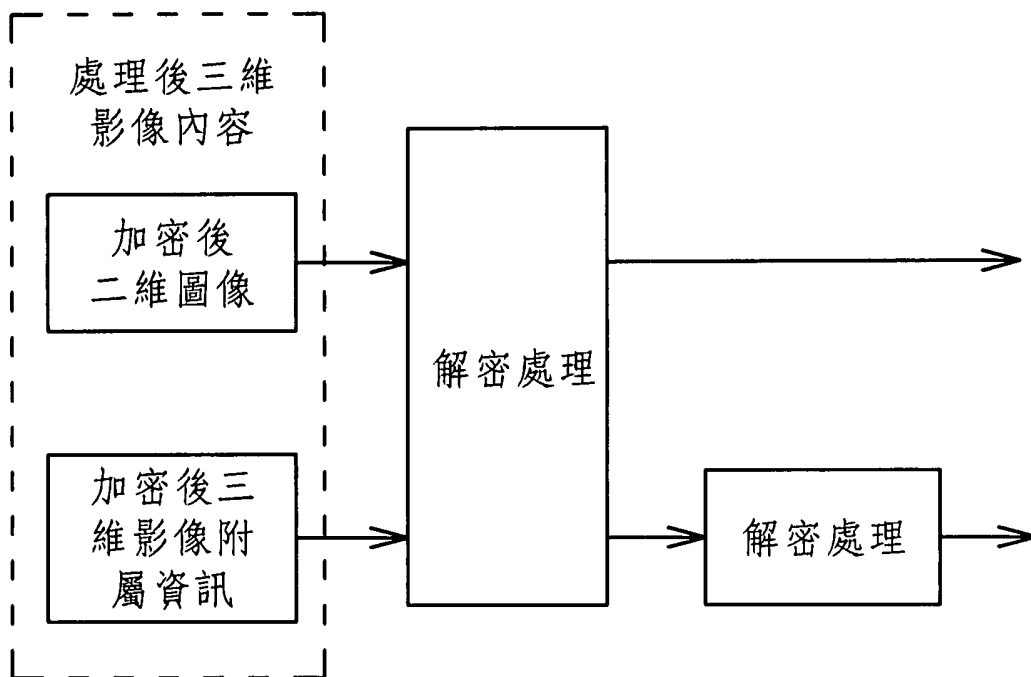 處理後三維
影像內容
加密後
二維圖像
解密處理
加密後三
維影像附
屬資訊
解密處理